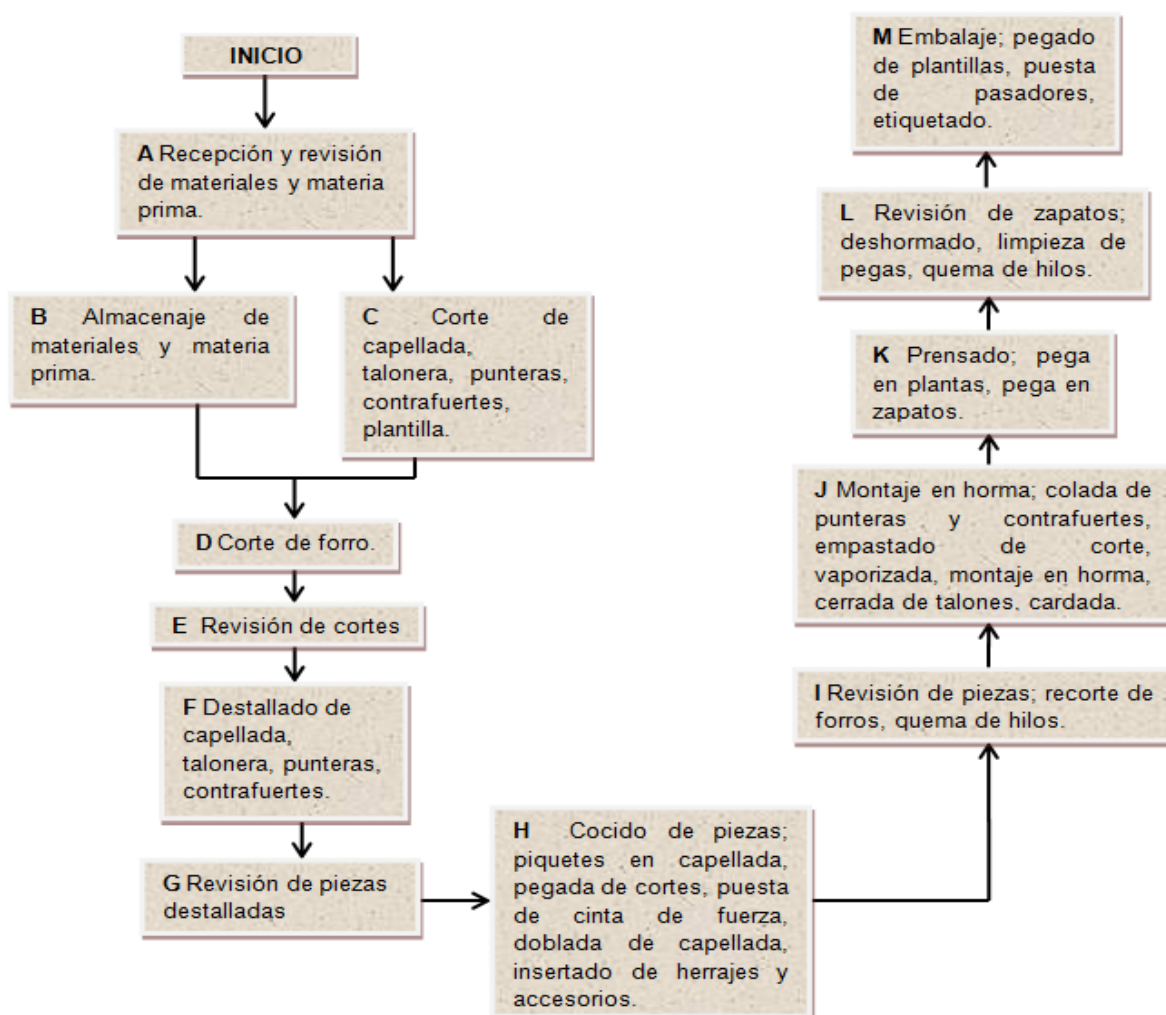 INICIO
A Recepción y revisión
de materiales y materia
prima.
B Almacenaje de
materiales y materia
prima.
C Corte de
capellada,
talonera, punteras,
contrafuertes,
plantilla.
D Corte de forro.
E Revisión de cortes
F Destallado de
capellada,
talonera, punteras,
contrafuertes.
G Revisión de piezas
destalladas
H Cocido de piezas;
piquetes en capellada,
pegada de cortes, puesta
de cinta de fuerza,
doblada de capellada,
insertado de herrajes y
accesorios.
I Revisión de piezas; recorte de
forros, quema de hilos.
J Montaje en horma; colada de
punteras y contrafuertes,
empastado de corte,
vaporizada, montaje en horma,
cerrada de talones, cardada.
K Prensado; pega
en plantas, pega en
zapatos.
L Revisión de zapatos;
deshormado, limpieza de
pegas, quema de hilos.
M Embalaje; pegado
de plantillas, puesta
de pasadores,
etiquetado.